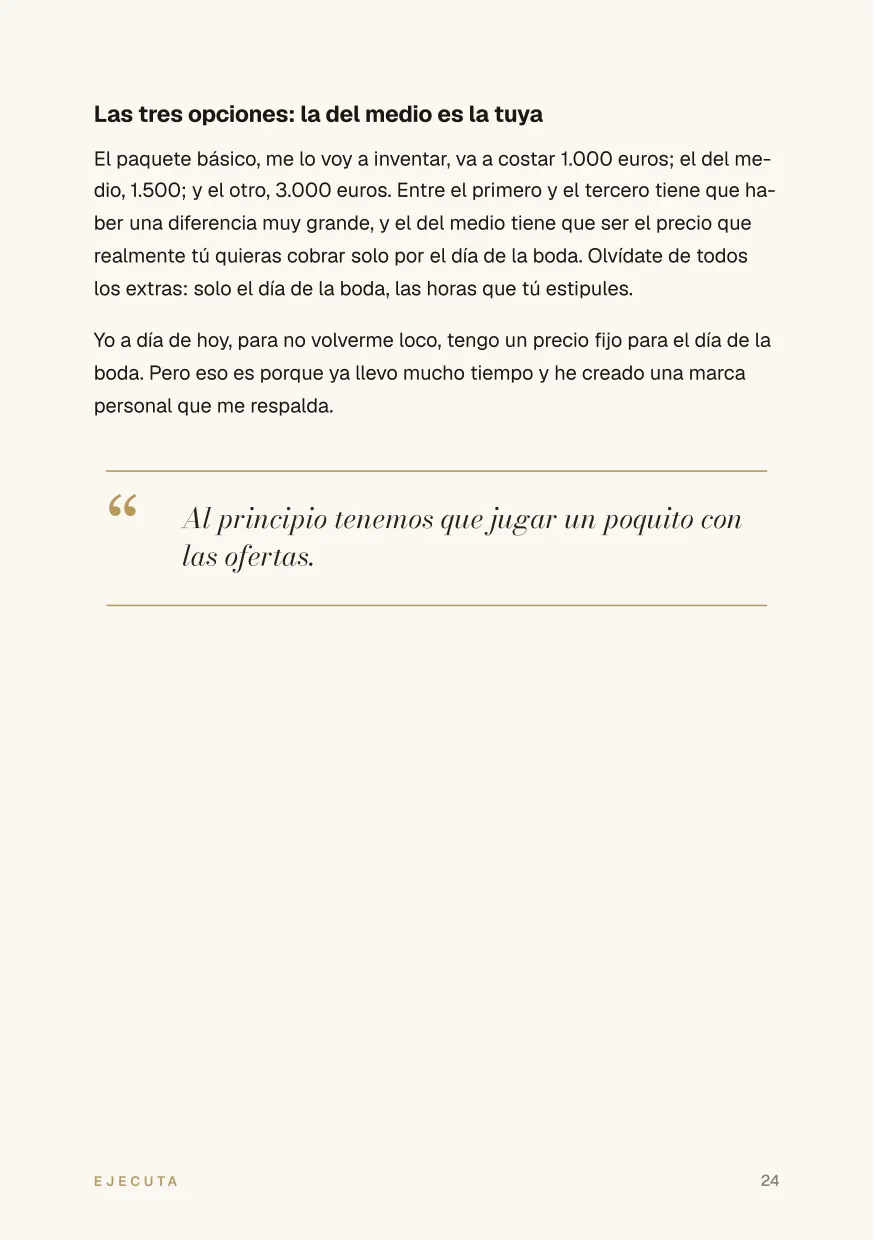 Las tres opciones: la del medio es la tuya
El paquete básico, me lo voy a inventar, va a costar 1.000 euros; el del me-
dio, 1.500; y el otro, 3.000 euros. Entre el primero y el tercero tiene que ha-
ber una diferencia muy grande, y el del medio tiene que ser el precio que
realmente tú quieras cobrar solo por el día de la boda. Olvídate de todos
los extras: solo el día de la boda, las horas que tú estipules.
Yo a día de hoy, para no volverme loco, tengo un precio fijo para el día de la
boda. Pero eso es porque ya llevo mucho tiempo y he creado una marca
personal que me respalda.
“ Al principio tenemos que jugar un poquito con
las ofertas.
EJECUTA 24